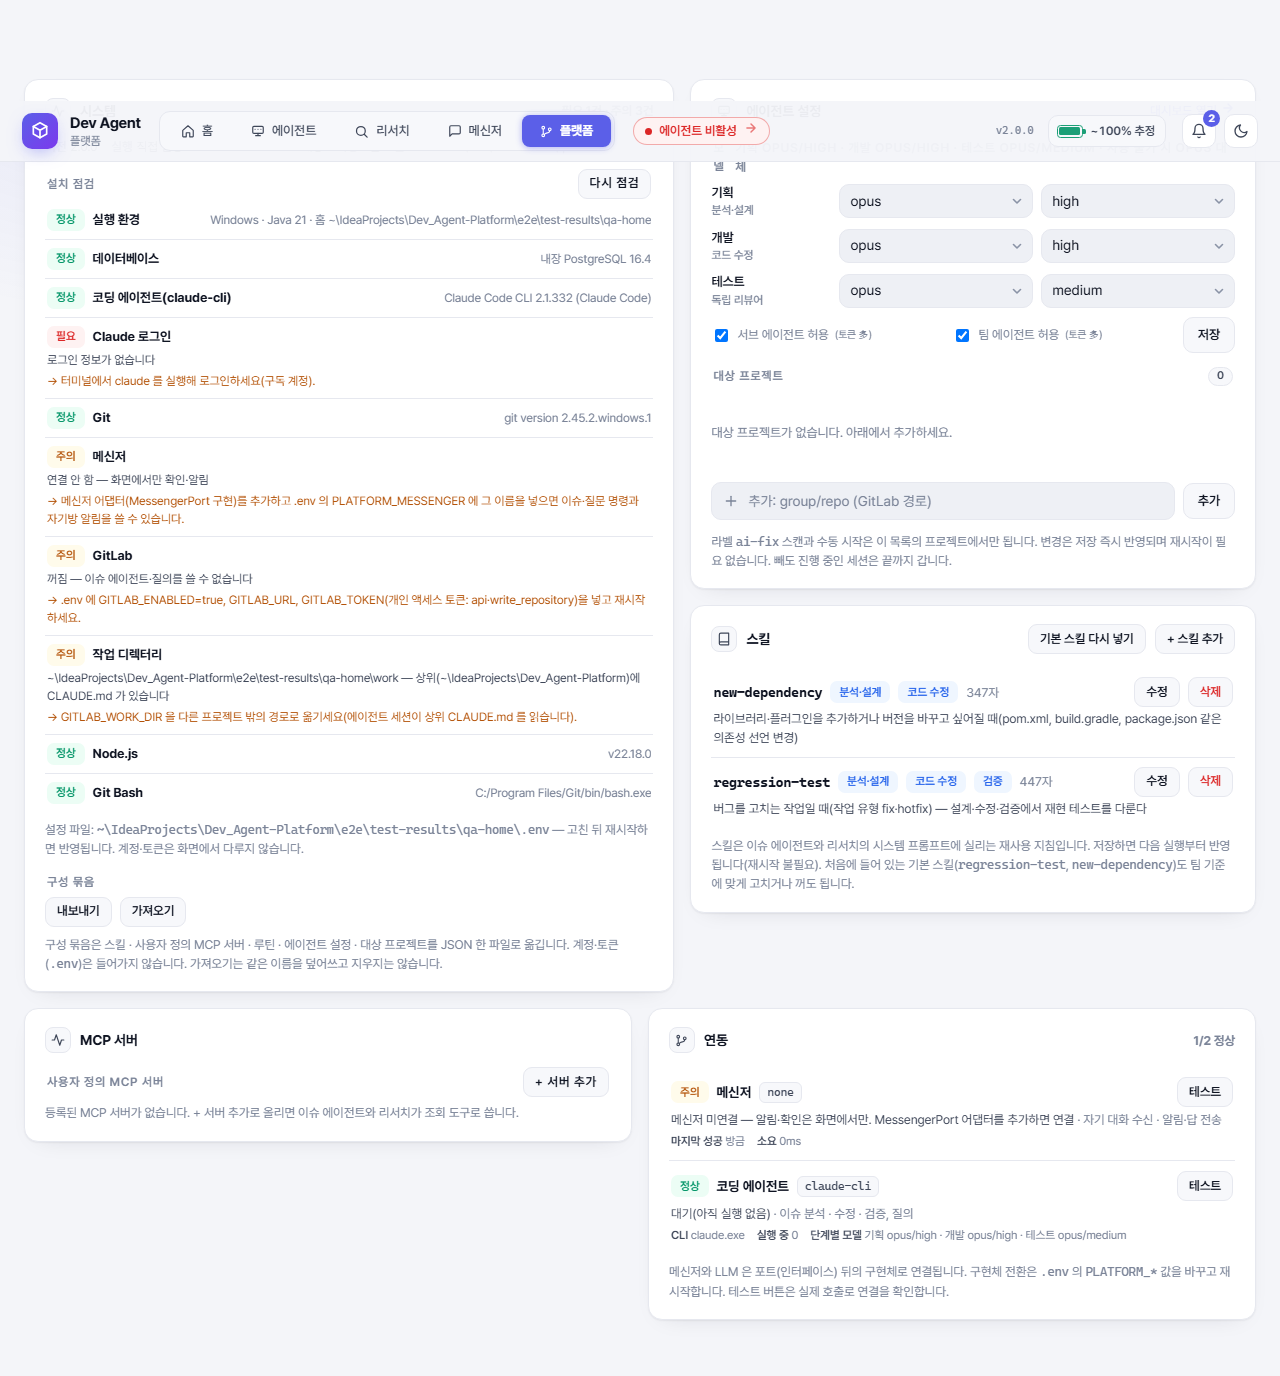 Dev Agent
플랫폼
홈
에이전트
리서치
메신저
플랫폼
에이전트 비활성
v2.0.0
~100% 추정
2
설치 점검
다시 점검
정상 실행 환경 Windows · Java 21 · 홈 ~\IdeaProjects\Dev_Agent-Platform\e2e\test-results\qa-home
정상 데이터베이스 내장 PostgreSQL 16.4
정상 코딩 에이전트(claude-cli) Claude Code CLI 2.1.332 (Claude Code)
필요 Claude 로그인
로그인 정보가 없습니다
→ 터미널에서 claude 를 실행해 로그인하세요(구독 계정).
정상 Git git version 2.45.2.windows.1
주의 메신저
연결 안 함 — 화면에서만 확인·알림
→ 메신저 어댑터(MessengerPort 구현)를 추가하고 .env 의 PLATFORM_MESSENGER 에 그 이름을 넣으면 이슈·질문 명령과
자기방 알림을 쓸 수 있습니다.
주의 GitLab
꺼짐 — 이슈 에이전트·질의를 쓸 수 없습니다
→ .env 에 GITLAB_ENABLED=true, GITLAB_URL, GITLAB_TOKEN(개인 액세스 토큰: api·write_repository)을 넣고 재시작
하세요.
주의 작업 디렉터리
~\IdeaProjects\Dev_Agent-Platform\e2e\test-results\qa-home\work — 상위(~\IdeaProjects\Dev_Agent-Platform)에
CLAUDE.md 가 있습니다
→ GITLAB_WORK_DIR 을 다른 프로젝트 밖의 경로로 옮기세요(에이전트 세션이 상위 CLAUDE.md 를 읽습니다).
정상 Node.js v22.18.0
정상 Git Bash C:/Program Files/Git/bin/bash.exe
설정 파일: ~\IdeaProjects\Dev_Agent-Platform\e2e\test-results\qa-home\.env — 고친 뒤 재시작하
면 반영됩니다. 계정·토큰은 화면에서 다루지 않습니다.
구성 묶음
내보내기
가져오기
구성 묶음은 스킬 · 사용자 정의 MCP 서버 · 루틴 · 에이전트 설정 · 대상 프로젝트를 JSON 한 파일로 옮깁니다. 계정·토큰
(.env)은 들어가지 않습니다. 가져오기는 같은 이름을 덮어쓰고 지우지는 않습니다.
에이전트 설정
델 체
기획 opus high
분석·설계
개발 opus high
코드 수정
테스트 opus medium
독립 리뷰어
서브 에이전트 허용 (토큰 多)
팀 에이전트 허용 (토큰 多)
저장
대상 프로젝트 0
대상 프로젝트가 없습니다. 아래에서 추가하세요.
추가: group/repo (GitLab 경로)
추가
라벨 ai-fix 스캔과 수동 시작은 이 목록의 프로젝트에서만 됩니다. 변경은 저장 즉시 반영되며 재시작이 필
요 없습니다. 빼도 진행 중인 세션은 끝까지 갑니다.
스킬
기본 스킬 다시 넣기
+ 스킬 추가
new-dependency 분석·설계 코드 수정 347자 수정 삭제
라이브러리·플러그인을 추가하거나 버전을 바꾸고 싶어질 때(pom.xml, build.gradle, package.json 같은
의존성 선언 변경)
regression-test 분석·설계 코드 수정 검증 447자 수정 삭제
버그를 고치는 작업일 때(작업 유형 fix·hotfix) — 설계·수정·검증에서 재현 테스트를 다룬다
스킬은 이슈 에이전트와 리서치의 시스템 프롬프트에 실리는 재사용 지침입니다. 저장하면 다음 실행부터 반영
됩니다(재시작 불필요). 처음에 들어 있는 기본 스킬(regression-test, new-dependency)도 팀 기준
에 맞게 고치거나 꺼도 됩니다.
MCP 서버
사용자 정의 MCP 서버
+ 서버 추가
등록된 MCP 서버가 없습니다. + 서버 추가로 올리면 이슈 에이전트와 리서치가 조회 도구로 씁니다.
연동 1/2 정상
주의 메신저 none 테스트
메신저 미연결 — 알림·확인은 화면에서만. MessengerPort 어댑터를 추가하면 연결 · 자기 대화 수신 · 알림·답 전송
마지막 성공 방금 소요 0ms
정상 코딩 에이전트 claude-cli 테스트
대기(아직 실행 없음) · 이슈 분석 · 수정 · 검증, 질의
CLI claude.exe 실행 중 0 단계별 모델 기획 opus/high · 개발 opus/high · 테스트 opus/medium
메신저와 LLM 은 포트(인터페이스) 뒤의 구현체로 연결됩니다. 구현체 전환은 .env 의 PLATFORM_* 값을 바꾸고 재
시작합니다. 테스트 버튼은 실제 호출로 연결을 확인합니다.